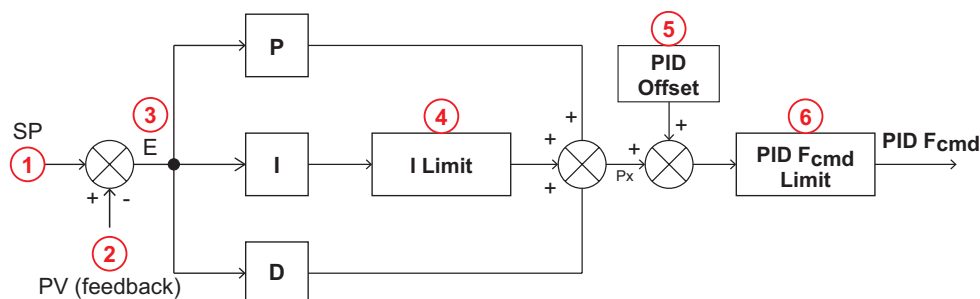 P
5
PID
Offset
+
3
SP
E
4
+
6
1
I
I Limit
+
+
+
Px
PID Fcmd
Limit
PID Fcmd
+ -
+
2
PV (feedback)
D